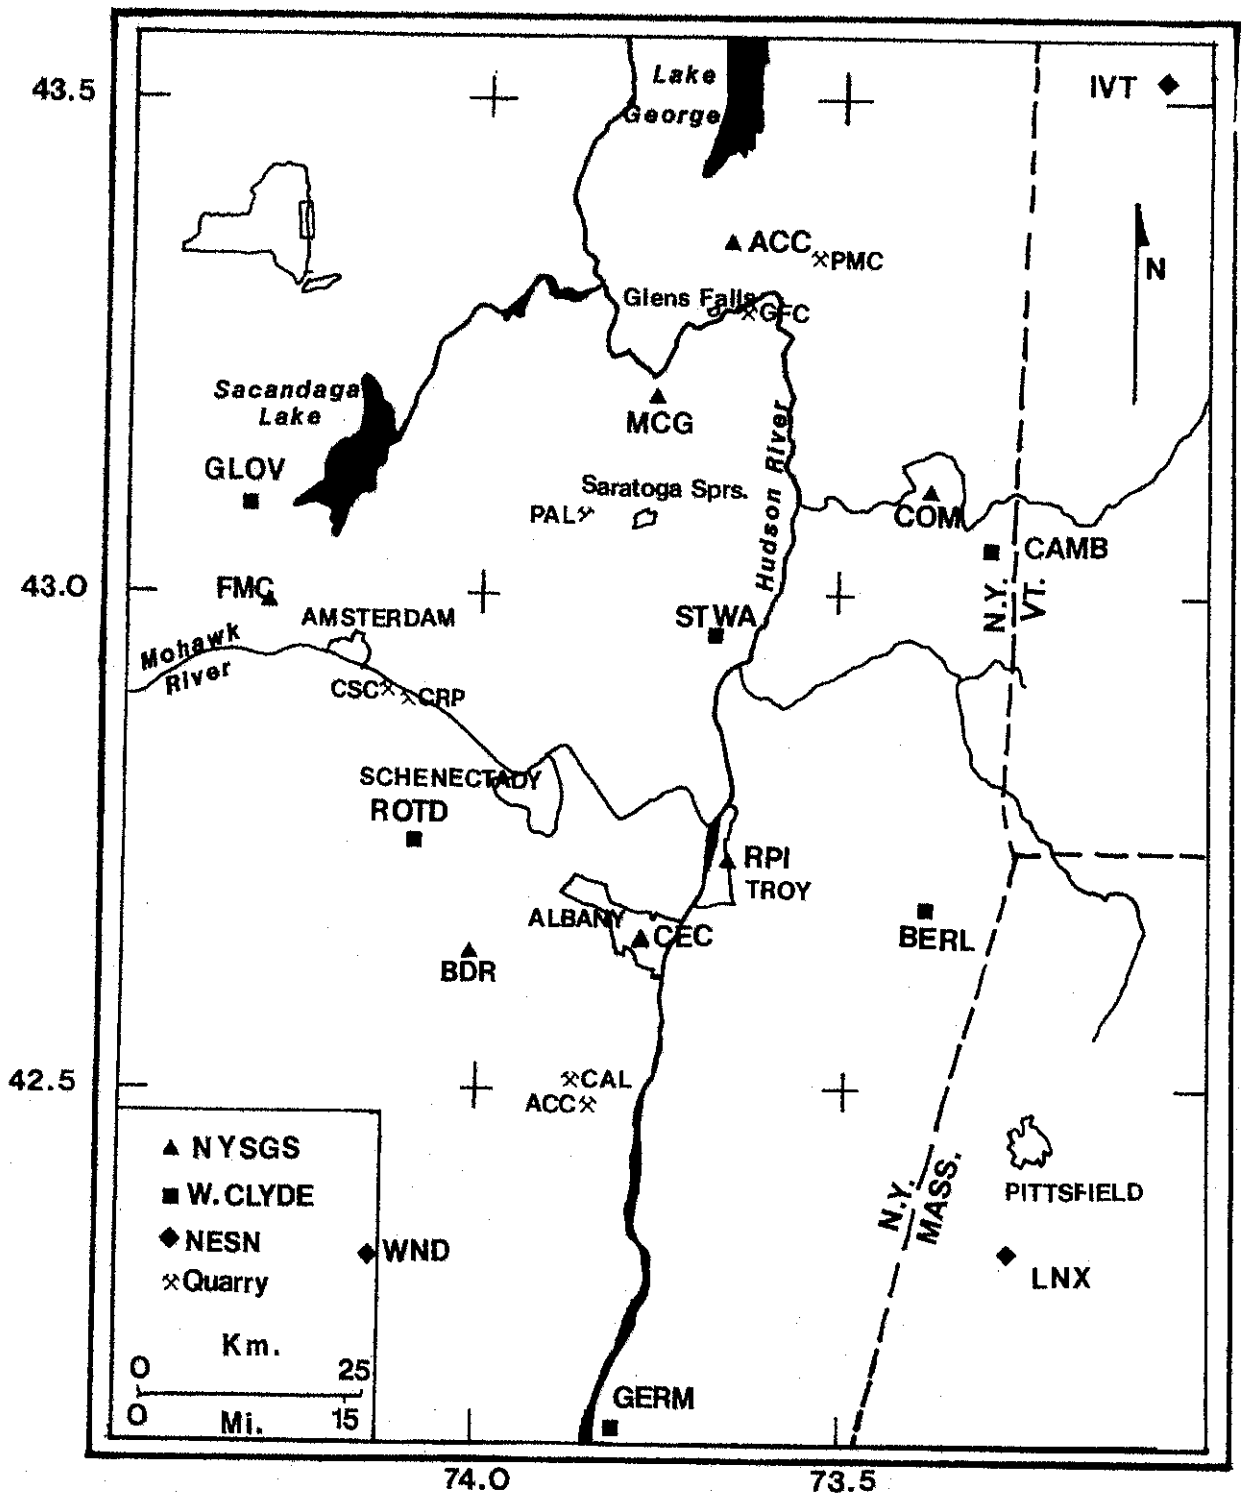 43.5
Lake
George
IVT
ACC
PMC
N
Glens Falls
GFC
Sacandaga
Lake
MCG
Hudson River
GLOV
Saratoga Sprs.
PAL
COM
CAMB
43.0
FMC
AMSTERDAM
STWA
N.Y.
VT.
Mohawk
River
CSC
CRP
SCHENECTADY
ROTD
RPI
TROY
ALBANY
CEC
BERL
BDR
42.5
CAL
ACC
NYSGS
W.CLYDE
NESN
WND
Quarry
N.Y.
MASS.
PITTSFIELD
LNX
Km.
0 25
0 15
Mi.
GERM
74.0
73.5